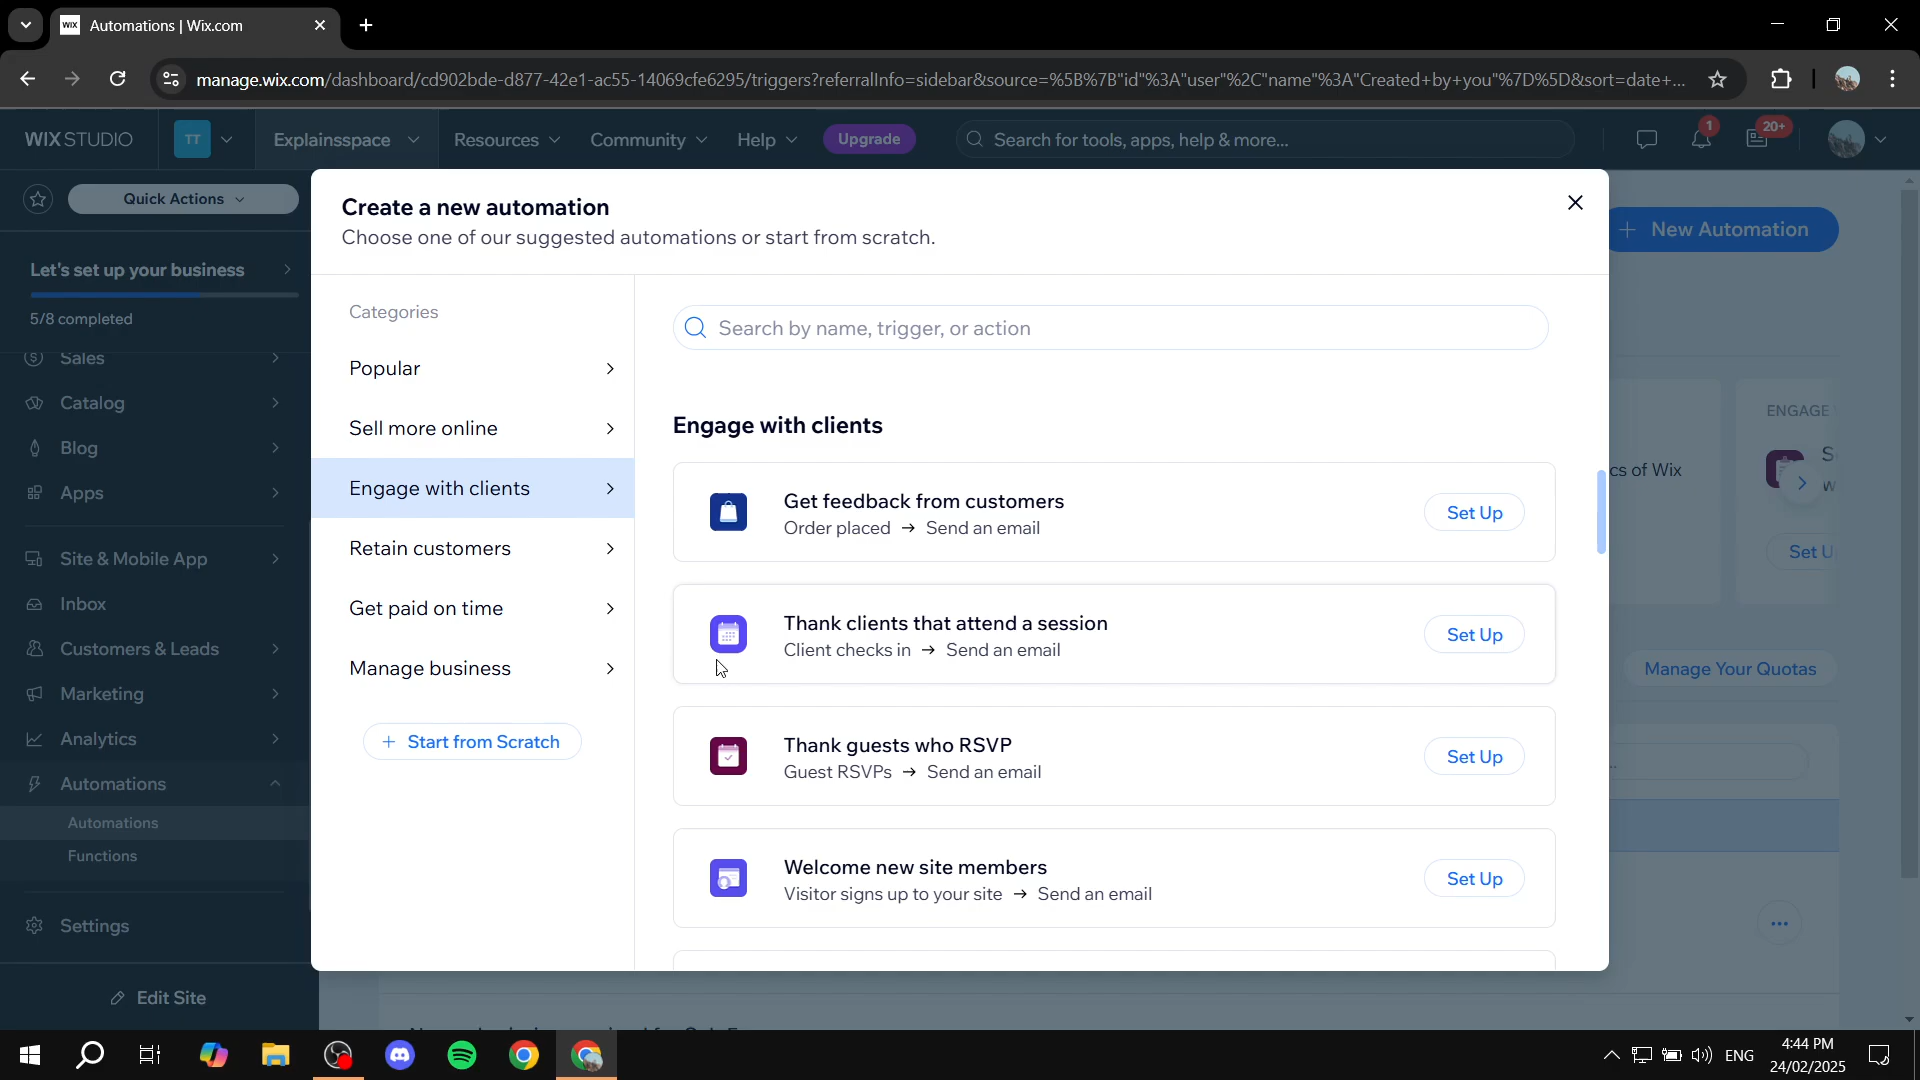 Automations | Wix.com
manage.wix.com/dashboard/cd902bde-d877-42e1-ac55-14069cfe6295/triggers?referralInfo=sidebar&source=%5B%7B"id"%3A"user"%2C"name"%3A"Created+by+you"%7D%5D&sort=date+...
WIX STUDIO
TT
Explainsspace
Resources
Community
Help
Upgrade
Search for tools, apps, help & more...
1
20+
Quick Actions
Let's set up your business
5/8 completed
Sales
Catalog
Blog
Apps
Site & Mobile App
Inbox
Customers & Leads
Marketing
Analytics
Automations
Automations
Functions
Settings
Edit Site
Create a new automation
Choose one of our suggested automations or start from scratch.
Categories
Popular
Sell more online
Engage with clients
Retain customers
Get paid on time
Manage business
+ Start from Scratch
Search by name, trigger, or action
Engage with clients
Get feedback from customers
Order placed → Send an email
Set Up
Thank clients that attend a session
Client checks in → Send an email
Set Up
Thank guests who RSVP
Guest RSVPs → Send an email
Set Up
Welcome new site members
Visitor signs up to your site → Send an email
Set Up
+ New Automation
ENGAGE
cs of Wix
Set U
Manage Your Quotas
ENG
4:44 PM
24/02/2025